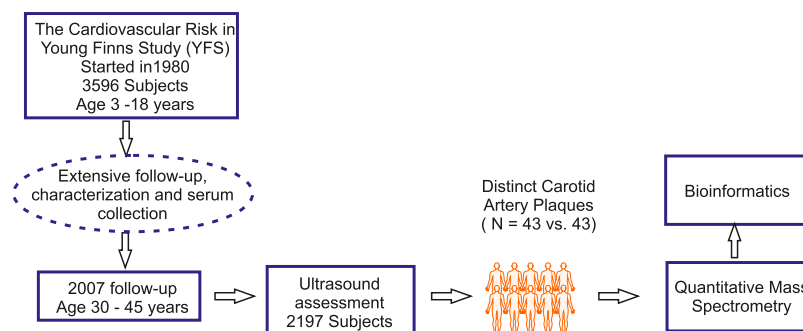 The Cardiovascular Risk in
Young Finns Study (YFS)
Started in1980
3596 Subjects
Age 3 -18 years
Extensive follow-up,
characterization and serum
collection
2007 follow-up
Age 30 - 45 years
Ultrasound
assessment
2197 Subjects
Distinct Carotid
Artery Plaques
( N = 43 vs. 43)
Quantitative Mass
Spectrometry
Bioinformatics